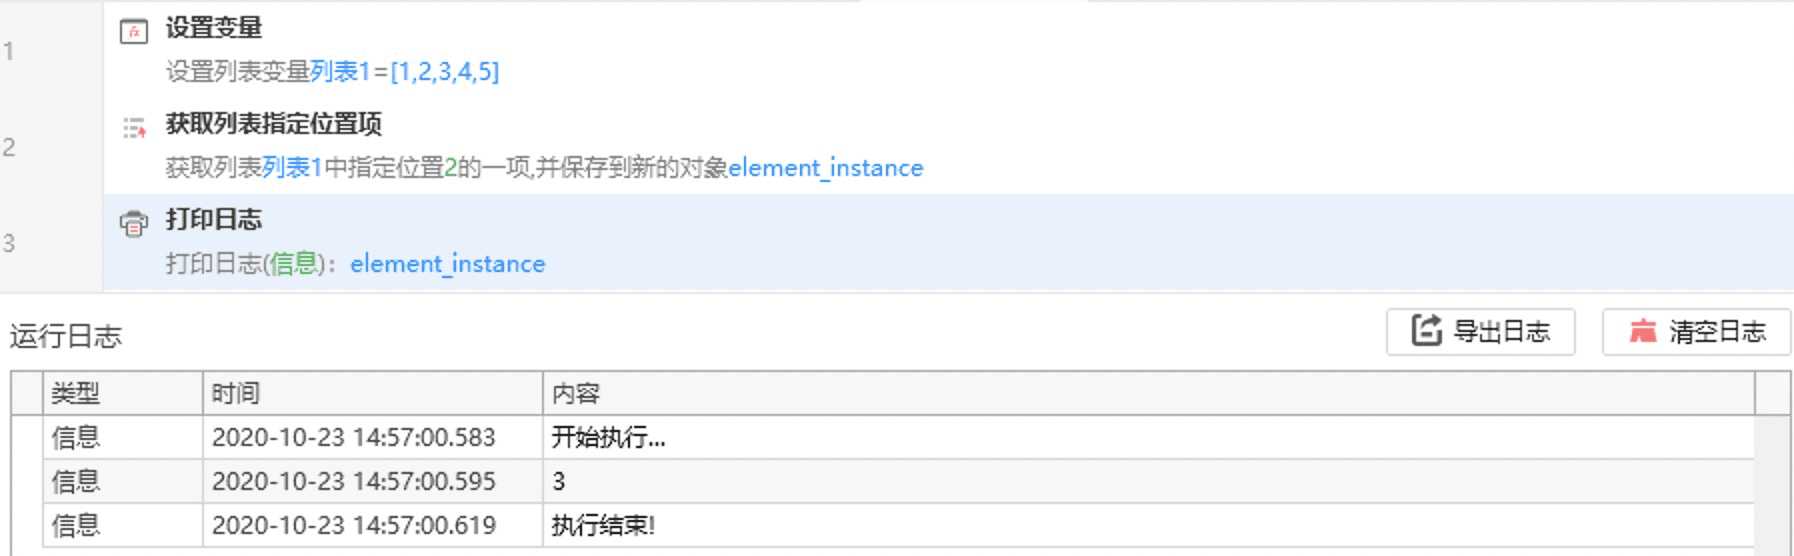 1
设置变量
设置列表变量列表1=[1,2,3,4,5]
2
获取列表指定位置项
获取列表列表1中指定位置2的一项,并保存到新的对象element_instance
3
打印日志
打印日志(信息)：element_instance
运行日志
导出日志
清空日志
类型 时间 内容
信息 2020-10-23 14:57:00.583 开始执行...
信息 2020-10-23 14:57:00.595 3
信息 2020-10-23 14:57:00.619 执行结束!